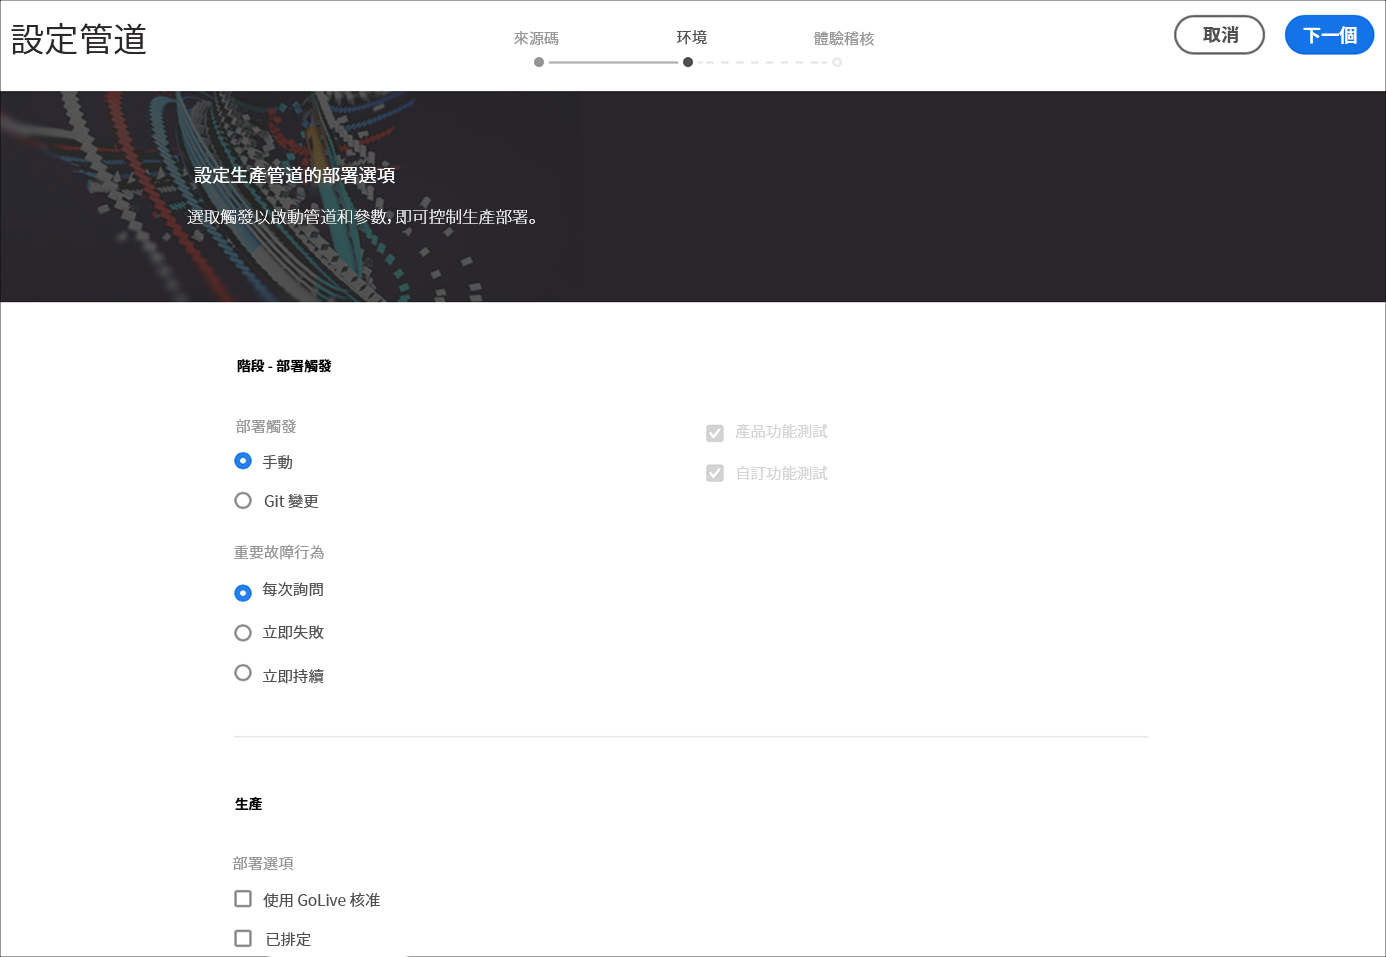 設定管道
來源碼
环境
體驗稽核
取消
下一個
設定生產管道的部署選項
選取觸發以啟動管道和參數，即可控制生產部署。
階段 - 部署觸發
部署觸發
手動
Git 變更
產品功能測試
自訂功能測試
重要故障行為
每次詢問
立即失敗
立即持續
生產
部署選項
使用 GoLive 核准
已排定